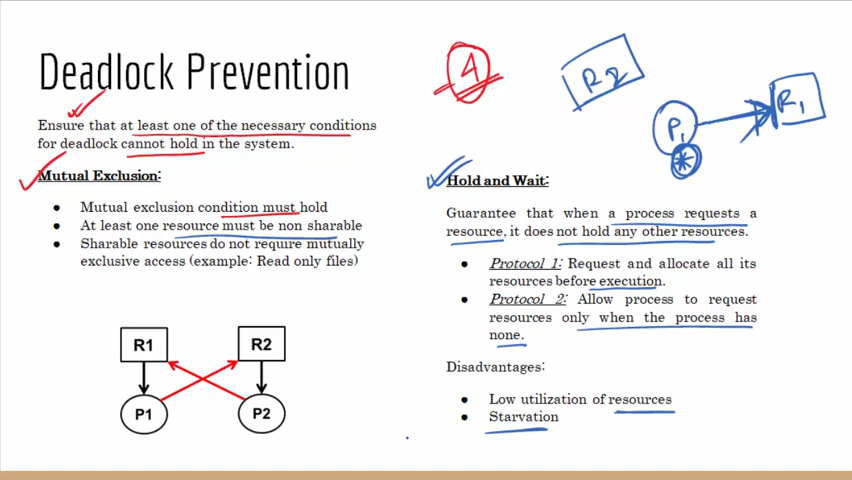 Deadlock Prevention
Ensure that at least one of the necessary conditions
for deadlock cannot hold in the system.
Mutual Exclusion:
● Mutual exclusion condition must hold
● At least one resource must be non sharable
● Sharable resources do not require mutually
exclusive access (example: Read only files)
R1 R2
P1 P2
4
R2
P1 R1
*
Hold and Wait:
Guarantee that when a process requests a
resource, it does not hold any other resources.
● Protocol 1: Request and allocate all its
resources before execution.
● Protocol 2: Allow process to request
resources only when the process has
none.
Disadvantages:
● Low utilization of resources
● Starvation